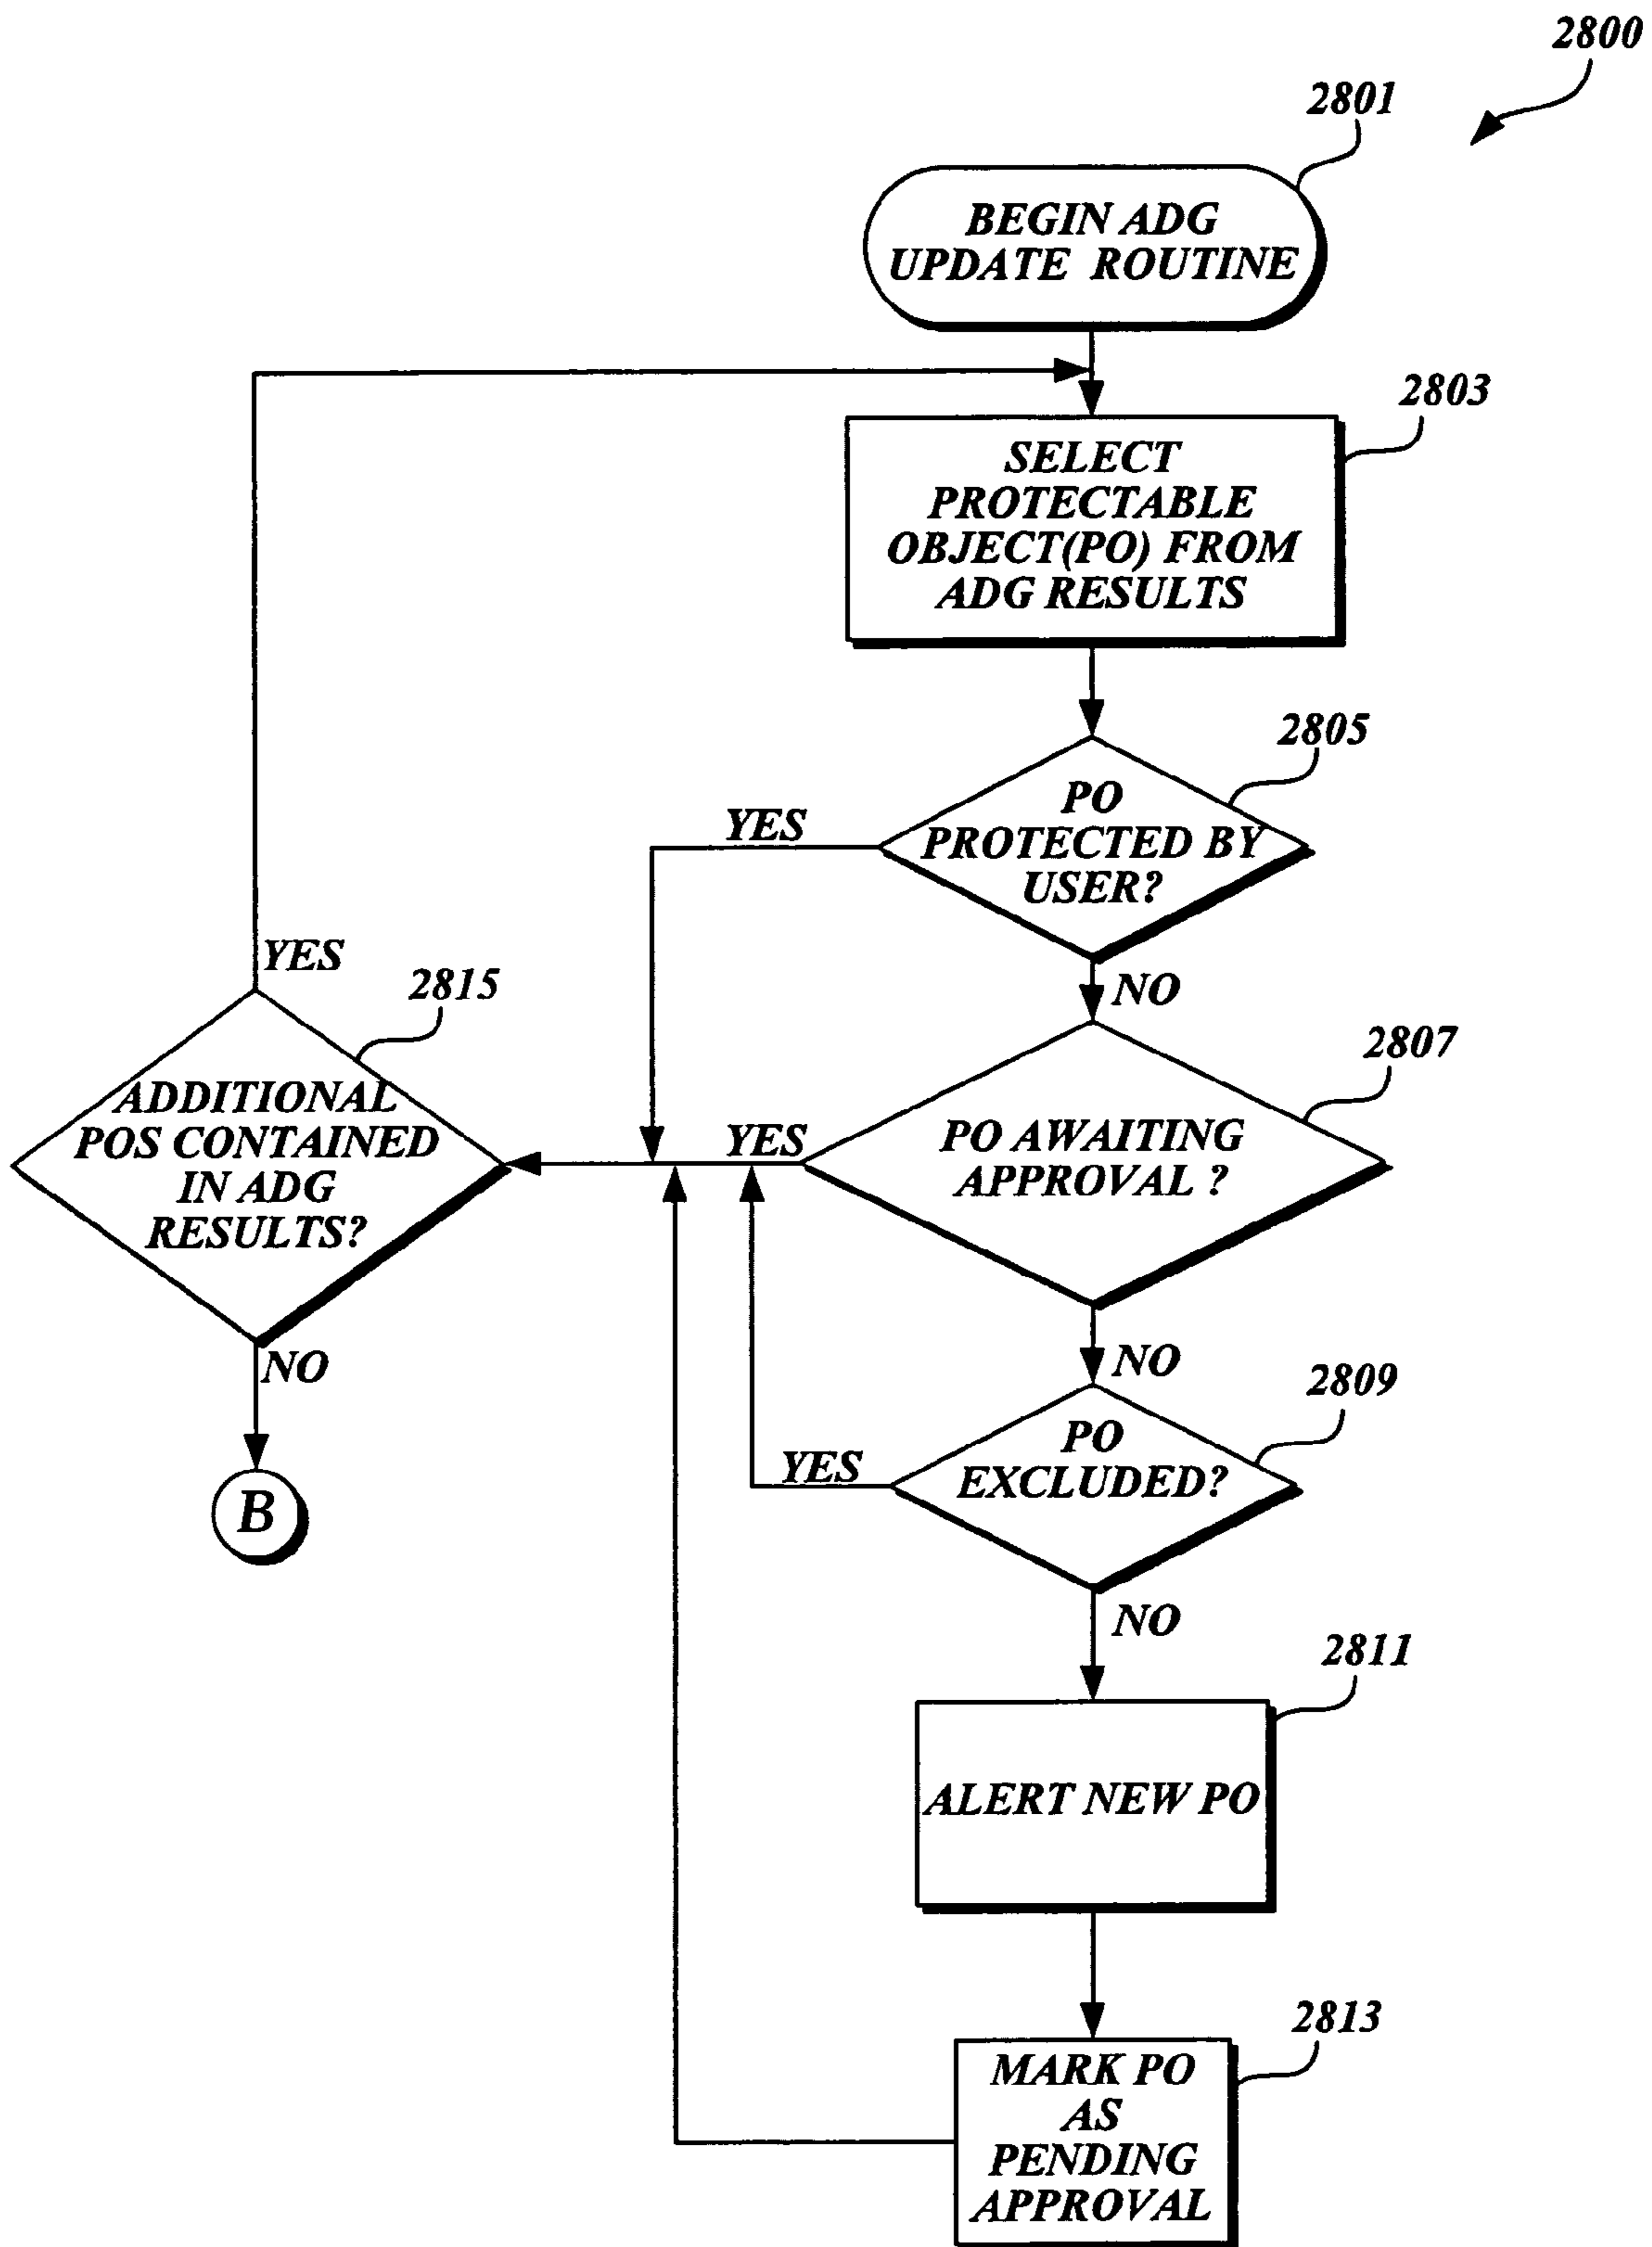 2800
2801
BEGIN ADG
UPDATE ROUTINE
2803
SELECT
PROTECTABLE
OBJECT(PO) FROM
ADG RESULTS
2805
PO
PROTECTED BY
USER?
YES
NO
YES
2815
ADDITIONAL
POS CONTAINED
IN ADG
RESULTS?
2807
PO AWAITING
APPROVAL ?
YES
NO
NO
B
2809
PO
EXCLUDED?
YES
NO
2811
ALERT NEW PO
2813
MARK PO
AS
PENDING
APPROVAL